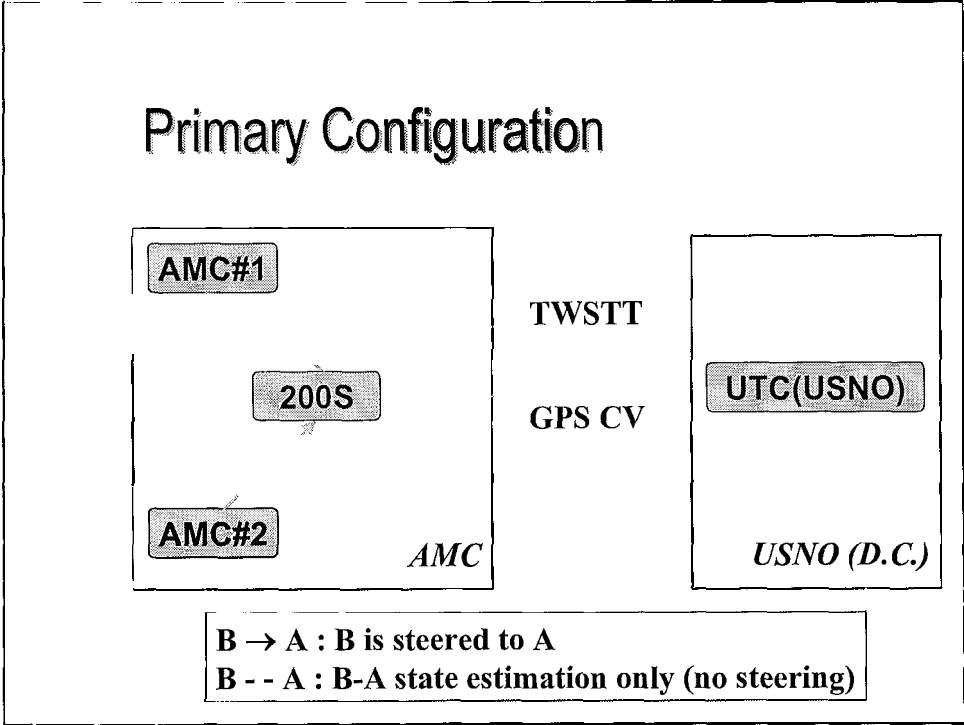 Primary Configuration
AMC#1
TWSTT
200S
UTC(USNO)
GPS CV
AMC#2
AMC
USNO (D.C.)
B → A : B is steered to A
B - - A : B-A state estimation only (no steering)